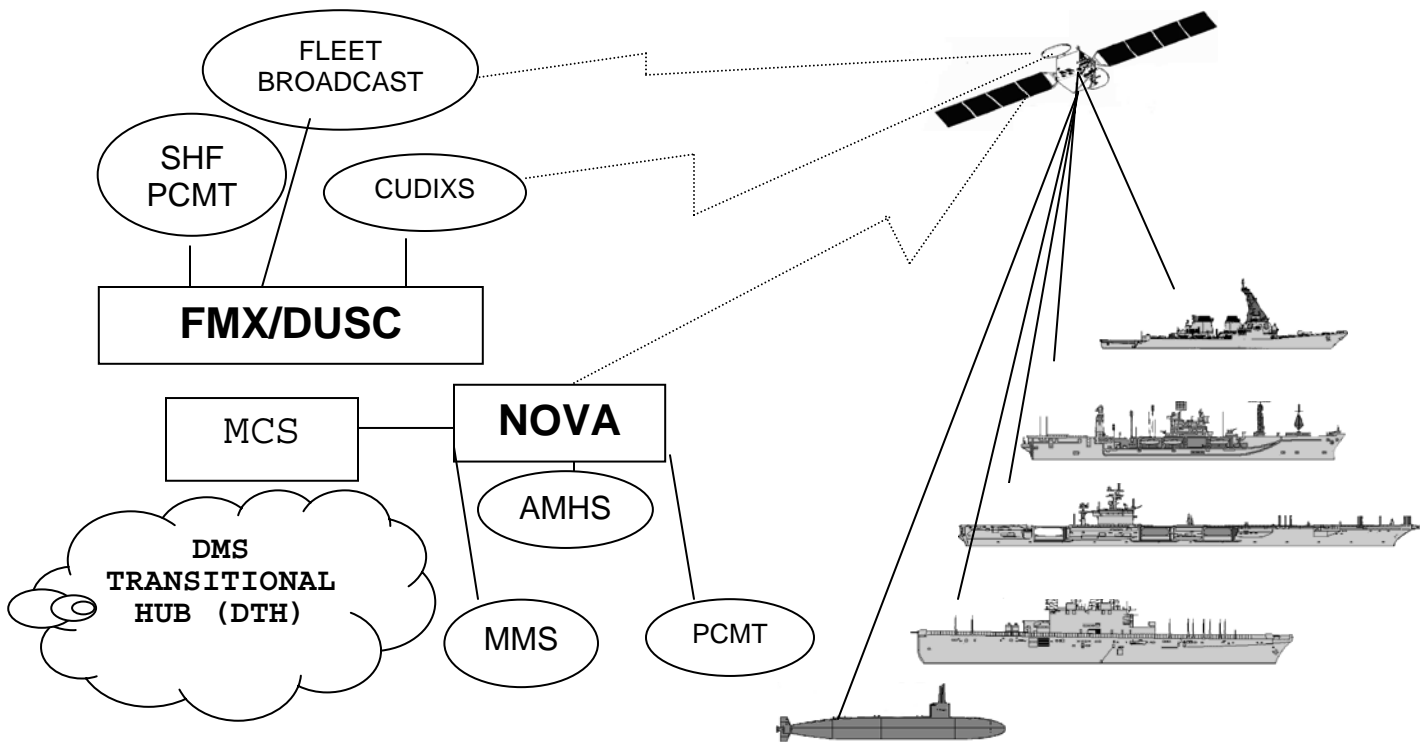 FLEET
BROADCAST
SHF
PCMT
CUDIXS
FMX/DUSC
MCS
NOVA
AMHS
DMS
TRANSITIONAL
HUB (DTH)
MMS
PCMT